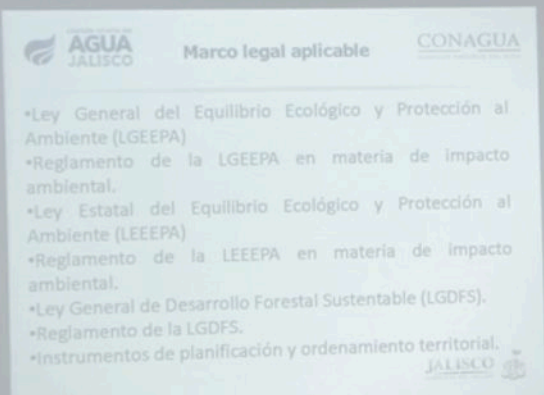 AGUA
JALISCO
Marco legal aplicable
CONAGUA
•Ley General del Equilibrio Ecológico y Protección al
Ambiente (LGEEPA)
•Reglamento de la LGEEPA en materia de impacto
ambiental.
•Ley Estatal del Equilibrio Ecológico y Protección al
Ambiente (LEEEPA)
•Reglamento de la LEEEPA en materia de impacto
ambiental.
•Ley General de Desarrollo Forestal Sustentable (LGDFS).
•Reglamento de la LGDFS.
•Instrumentos de planificación y ordenamiento territorial.
JALISCO